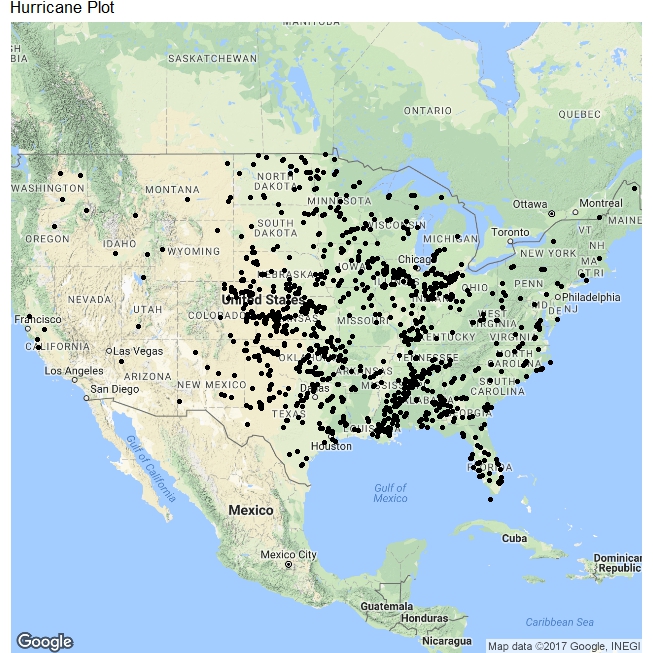 Hurricane Plot
MANITOBA
SASKATCHEWAN
ONTARIO
QUEBEC
WASHINGTON
MONTANA
NORTH
DAKOTA
MINNESOTA
Ottawa
Montreal
MAINE
OREGON
IDAHO
SOUTH
DAKOTA
WISCONSIN
MICHIGAN
Toronto
VT
NH
WYOMING
NEW YORK
MA
CT RI
NEBRASKA
IOWA
Chicago
NEVADA
UTAH
United States
COLORADO
KANSAS
OHIO
PENN
Philadelphia
MD
DE
NJ
Francisco
CALIFORNIA
Las Vegas
MISSOURI
WEST
VIRGINIA
VIRGINIA
KENTUCKY
Los Angeles
ARIZONA
NEW MEXICO
OKLAHOMA
ARKANSAS
TENNESSEE
NORTH
CAROLINA
San Diego
Dallas
MISSISSIPPI
ALABAMA
SOUTH
CAROLINA
TEXAS
GEORGIA
Houston
LOUISIANA
FLORIDA
Gulf of California
Gulf of
Mexico
Mexico
Cuba
Mexico City
Dominican
Republic
Guatemala
Honduras
Nicaragua
Caribbean Sea
Google
Map data ©2017 Google, INEGI